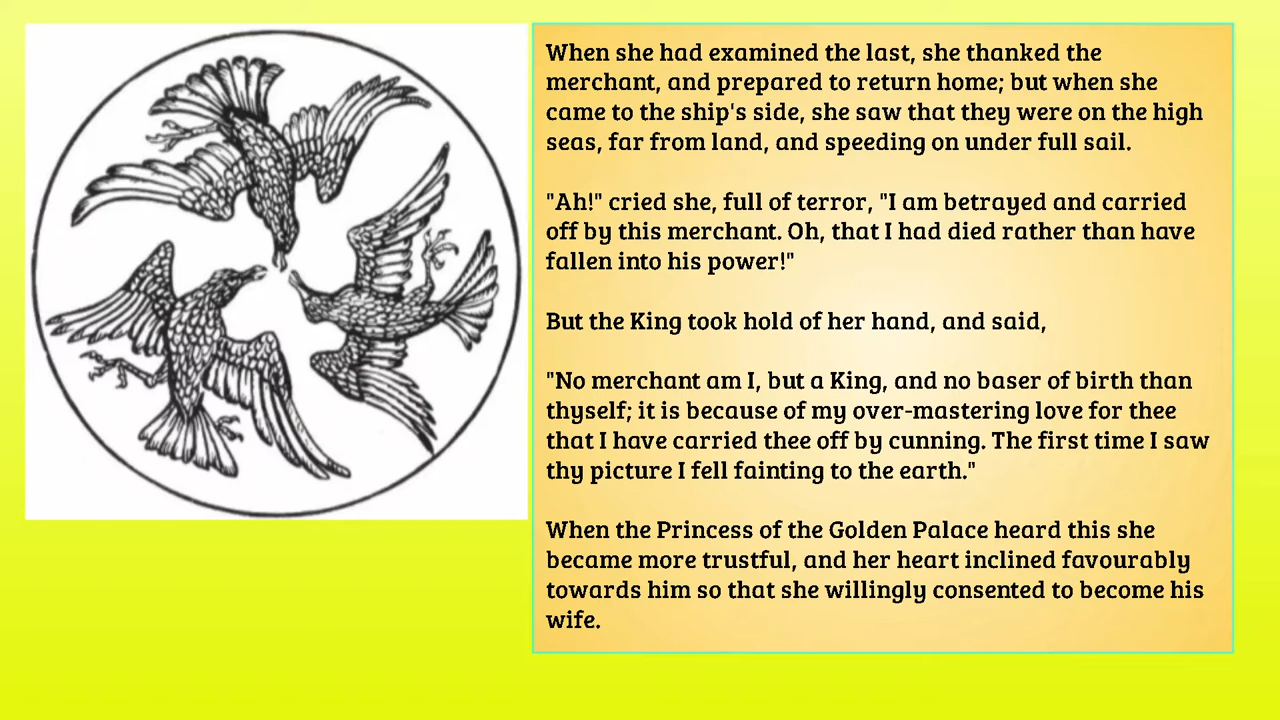 When she had examined the last, she thanked the
merchant, and prepared to return home; but when she
came to the ship's side, she saw that they were on the high
seas, far from land, and speeding on under full sail.
"Ah!" cried she, full of terror, "I am betrayed and carried
off by this merchant. Oh, that I had died rather than have
fallen into his power!"
But the King took hold of her hand, and said,
"No merchant am I, but a King, and no baser of birth than
thyself; it is because of my over-mastering love for thee
that I have carried thee off by cunning. The first time I saw
thy picture I fell fainting to the earth."
When the Princess of the Golden Palace heard this she
became more trustful, and her heart inclined favourably
towards him so that she willingly consented to become his
wife.